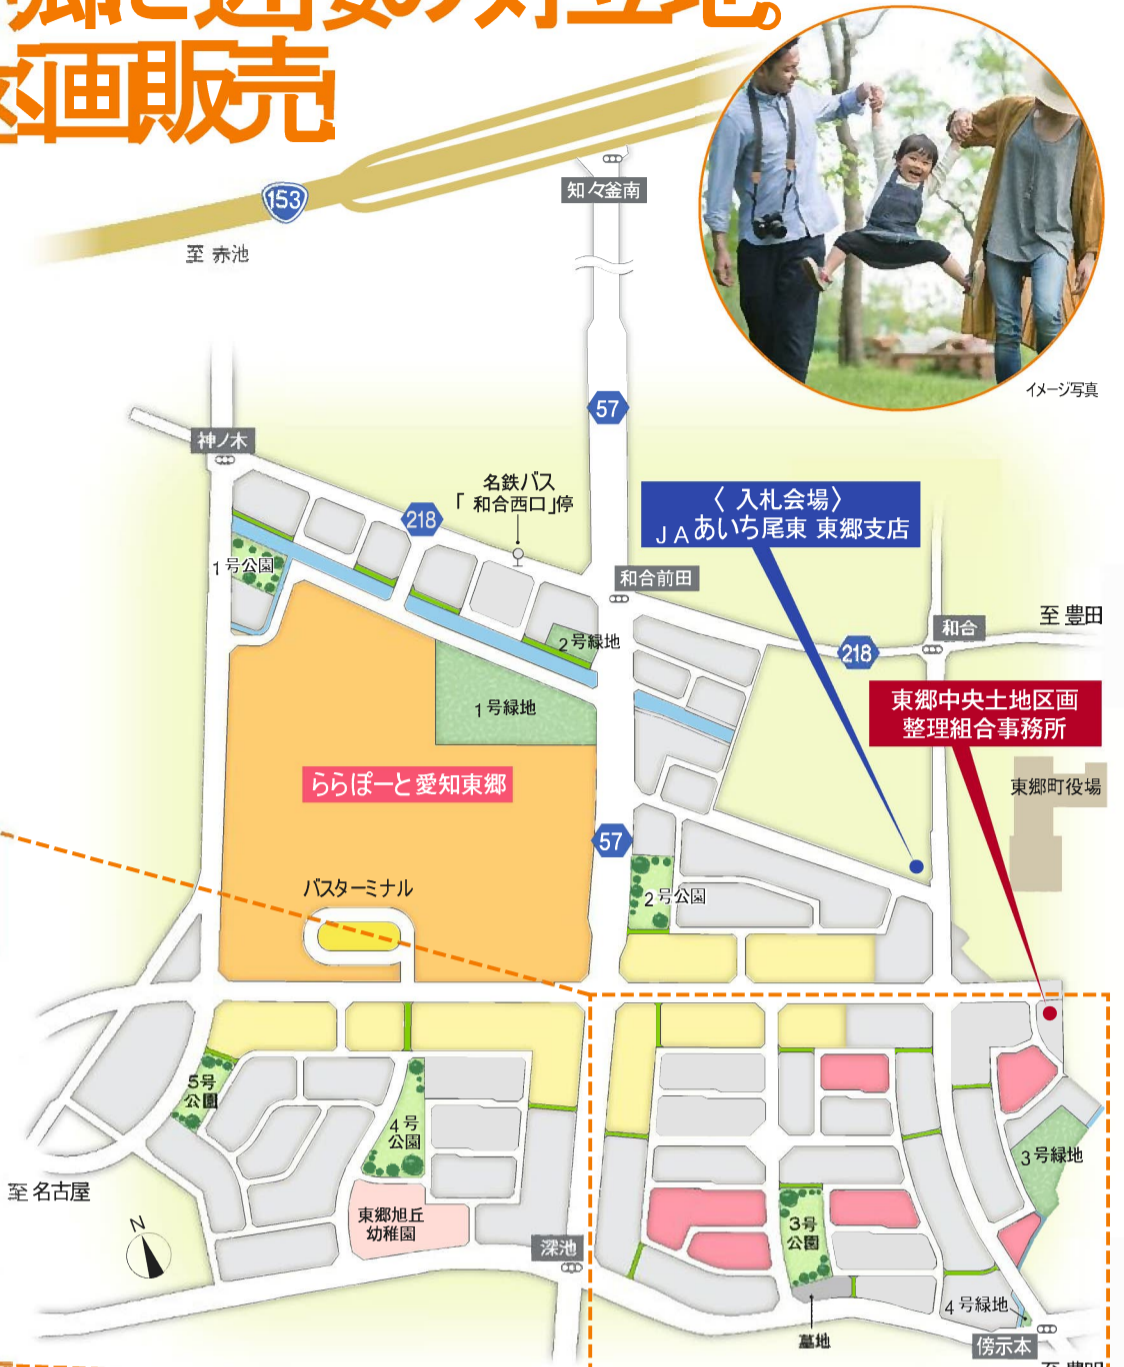 区画販売!
153
至 赤池
知々釜南
イメージ写真
57
神ノ木
名鉄バス
「和合西口」停
218
〈 入札会場〉
JAあいち尾東 東郷支店
1号公園
和合前田
和合
至 豊田
218
2号緑地
1号緑地
東郷中央土地区画
整理組合事務所
ららぽーと愛知東郷
東郷町役場
57
バスターミナル
2号公園
5号
公園
4号
公園
3号緑地
至 名古屋
N
東郷旭丘
幼稚園
深池
3号
公園
4号緑地
墓地
傍示本